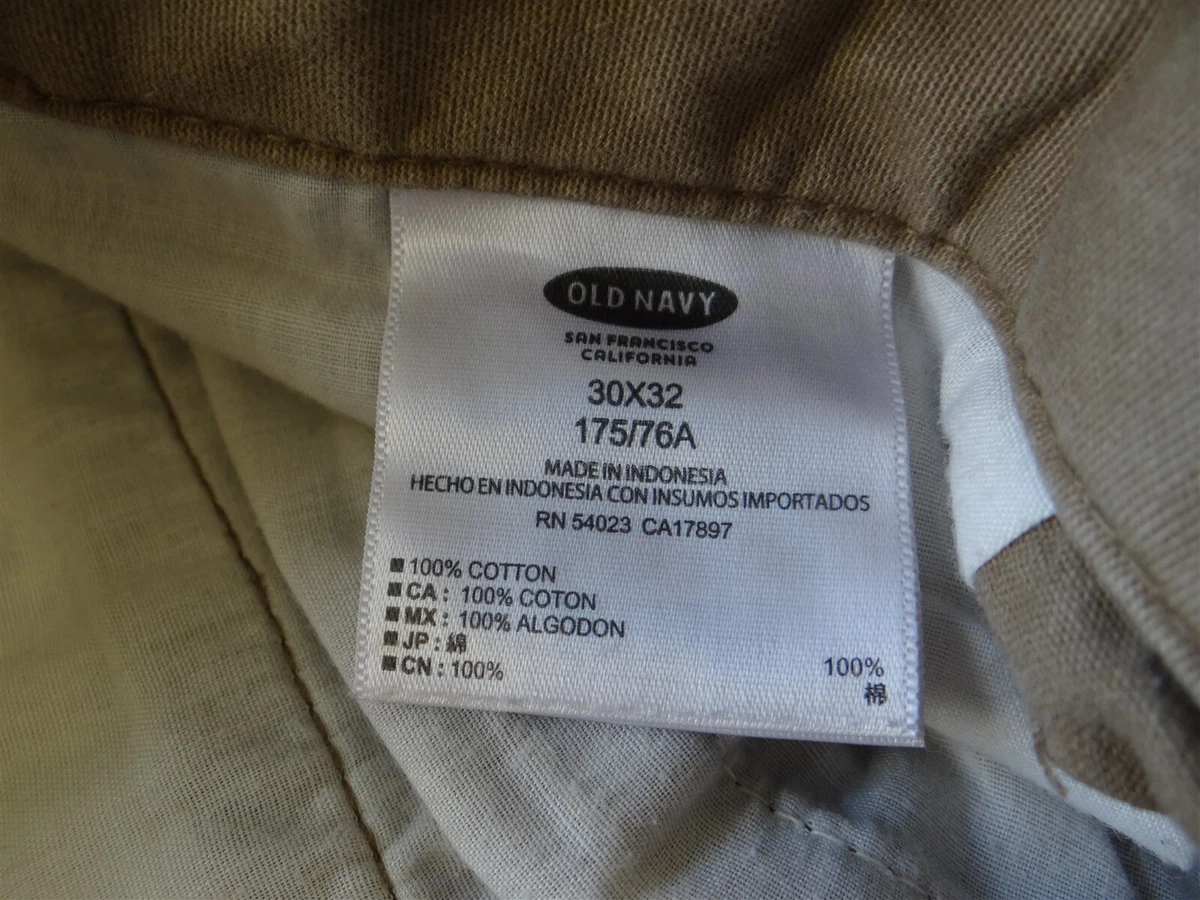 OLD NAVY
SAN FRANCISCO
CALIFORNIA
30X32
175/76A
MADE IN INDONESIA
HECHO EN INDONESIA CON INSUMOS IMPORTADOS
RN 54023 CA17897
■ 100% COTTON
■ CA : 100% COTON
■ MX : 100% ALGODON
■ JP : 綿
■ CN : 100% 100%
棉